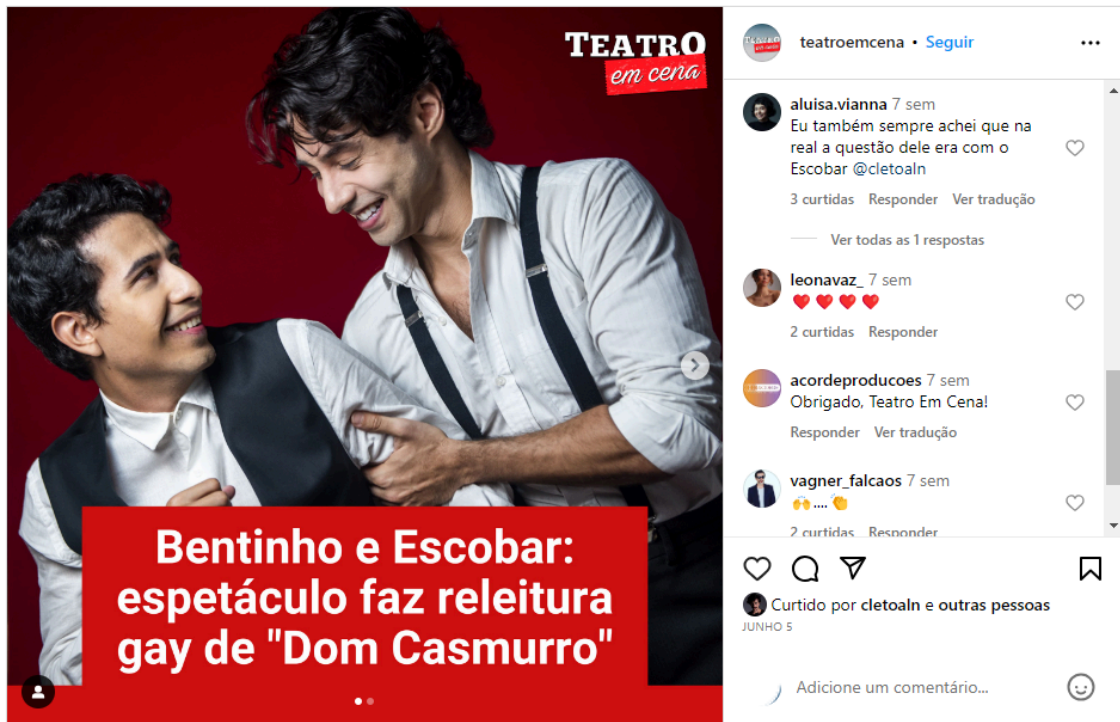 TEATRO
em cena
Bentinho e Escobar:
espetáculo faz releitura
gay de "Dom Casmurro"
teatroemcena • Seguir
aluisa.vianna 7 sem
Eu também sempre achei que na
real a questão dele era com o
Escobar @cletoaln
3 curtidas Responder Ver tradução
Ver todas as 1 respostas
leonavaz_ 7 sem
2 curtidas Responder
acordeproducoes 7 sem
Obrigado, Teatro Em Cena!
Responder Ver tradução
vagner_falcaos 7 sem
....
2 curtidas Responder
Curtido por cletoaln e outras pessoas
JUNHO 5
Adicione um comentário...